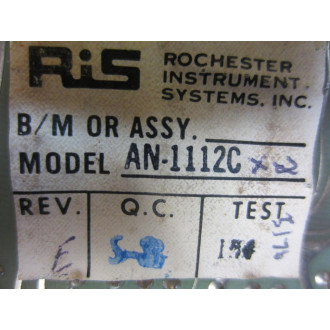 RiS
ROCHESTER
INSTRUMENT
SYSTEMS, INC.
B/M OR ASSY.
MODEL AN-1112C
REV. Q.C. TEST
E